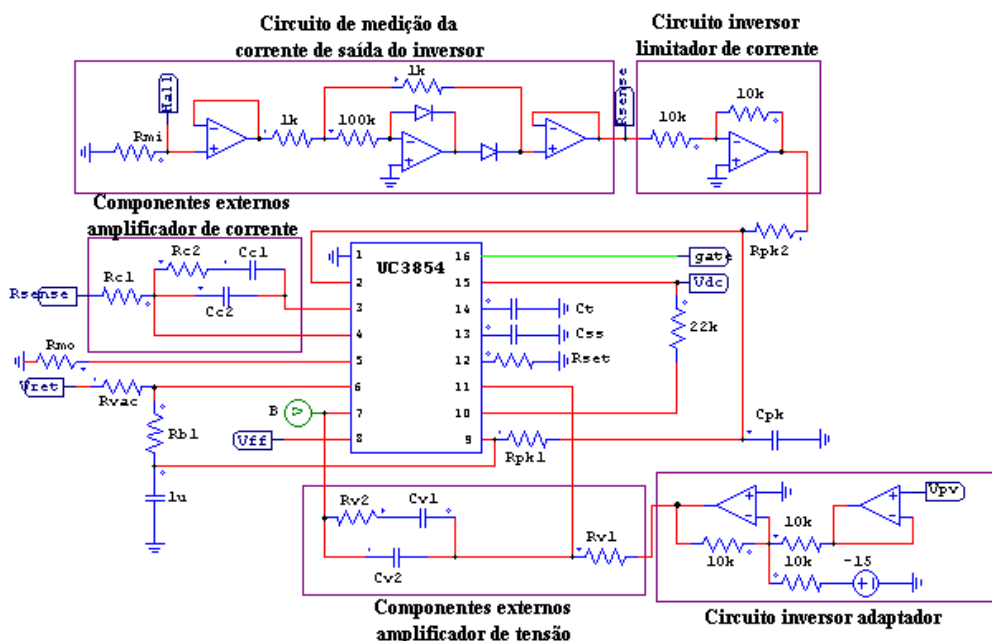 Circuito de medição da
corrente de saída do inversor
Circuito inversor
limitador de corrente
Hall
Rmi
1k
100k
1k
Rsense
10k
10k
Componentes externos
amplificador de corrente
Rc2
Cc1
Rc1
Cc2
Rsense
Rmo
Vret
Rvac
Rb1
1u
B
Vff
UC3854
1
2
3
4
5
6
7
8
16
15
14
13
12
11
10
9
gate
Vdc
Ct
Css
Rset
22k
Rpk2
Rpk1
Cpk
Rv2
Cv1
Cv2
Rv1
Componentes externos
amplificador de tensão
Vpv
10k
10k
10k
-15
Circuito inversor adaptador